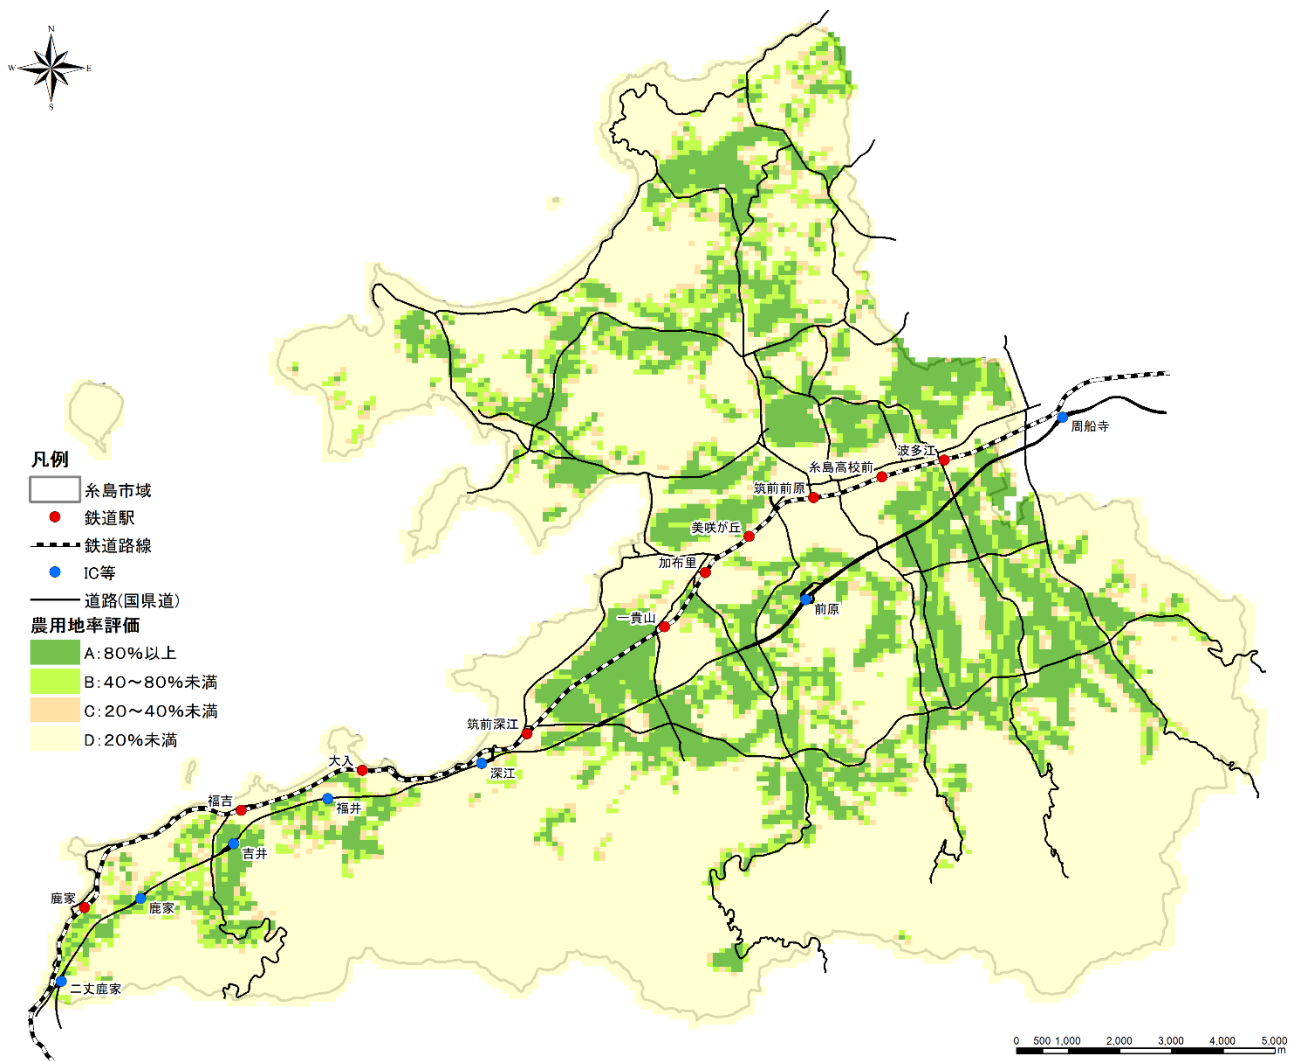 N
W
E
S
周船寺
波多江
糸島高校前
筑前前原
美咲が丘
加布里
前原
一貴山
筑前深江
深江
大入
福井
福吉
吉井
鹿家
鹿家
二丈鹿家
凡例
糸島市域
鉄道駅
鉄道路線
IC等
道路(国県道)
農用地率評価
A:80%以上
B:40～80%未満
C:20～40%未満
D:20%未満
0 500 1,000 2,000 3,000 4,000 5,000
m